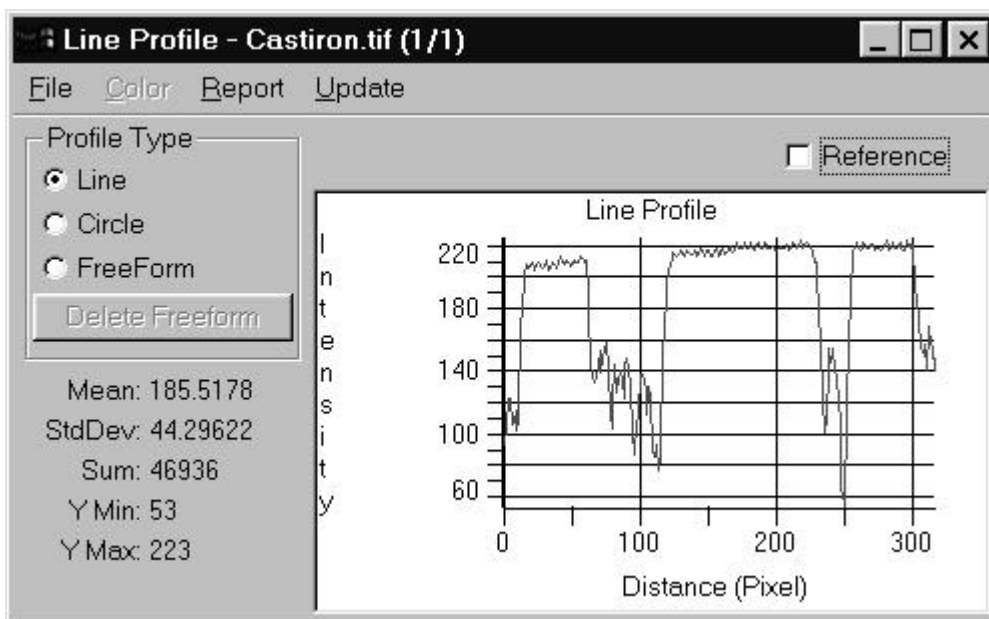 Line Profile - Castiron.tif (1/1)
File Color Report Update
Profile Type
Line
Circle
FreeForm
Delete Freeform
Mean: 185.5178
StdDev: 44.29622
Sum: 46936
Y Min: 53
Y Max: 223
Reference
Line Profile
Intensity
220
180
140
100
60
0 100 200 300
Distance (Pixel)